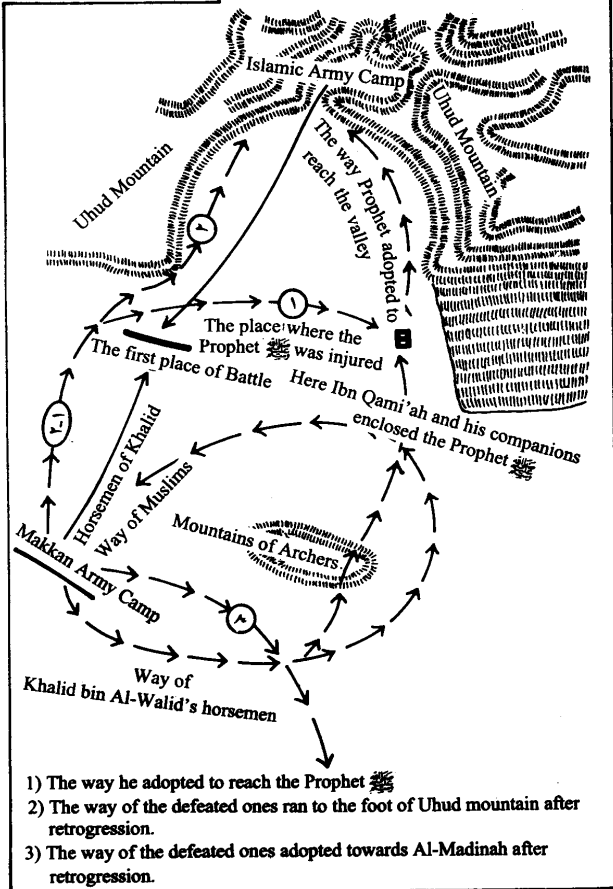 Islamic Army Camp
Uhud Mountain
Uhud Mountain
The way Prophet adopted to
reach the valley
٢
١
The place where the
Prophet ﷺ was injured
The first place of Battle
Here Ibn Qami'ah and his companions
enclosed the Prophet ﷺ
Horsemen of Khalid
Way of Muslims
Mountains of Archers
Makkan Army Camp
Way of
Khalid bin Al-Walid's horsemen
1) The way he adopted to reach the Prophet ﷺ
2) The way of the defeated ones ran to the foot of Uhud mountain after
retrogression.
3) The way of the defeated ones adopted towards Al-Madinah after
retrogression.